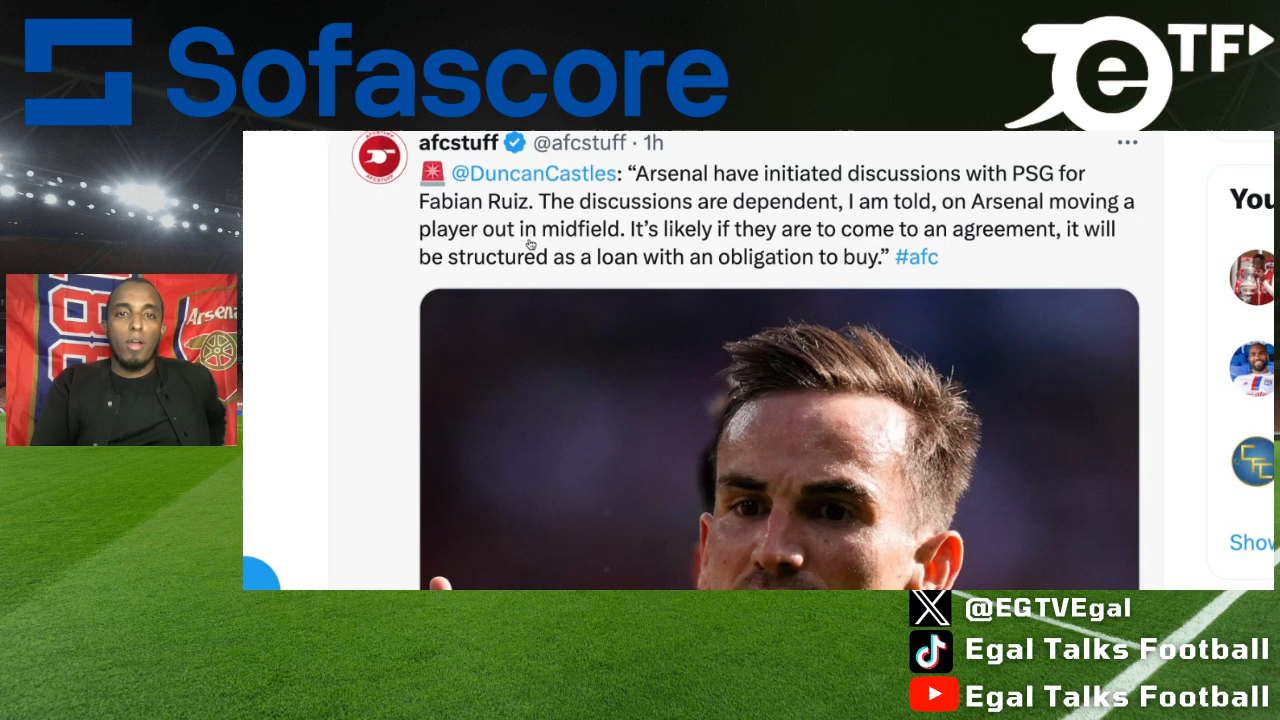 Sofascore
eTF
afcstuff @afcstuff · 1h
@DuncanCastles: “Arsenal have initiated discussions with PSG for
Fabian Ruiz. The discussions are dependent, I am told, on Arsenal moving a
player out in midfield. It’s likely if they are to come to an agreement, it will
be structured as a loan with an obligation to buy.” #afc
You
Arsena
Show
@EGTVEgal
Egal Talks Football
Egal Talks Football